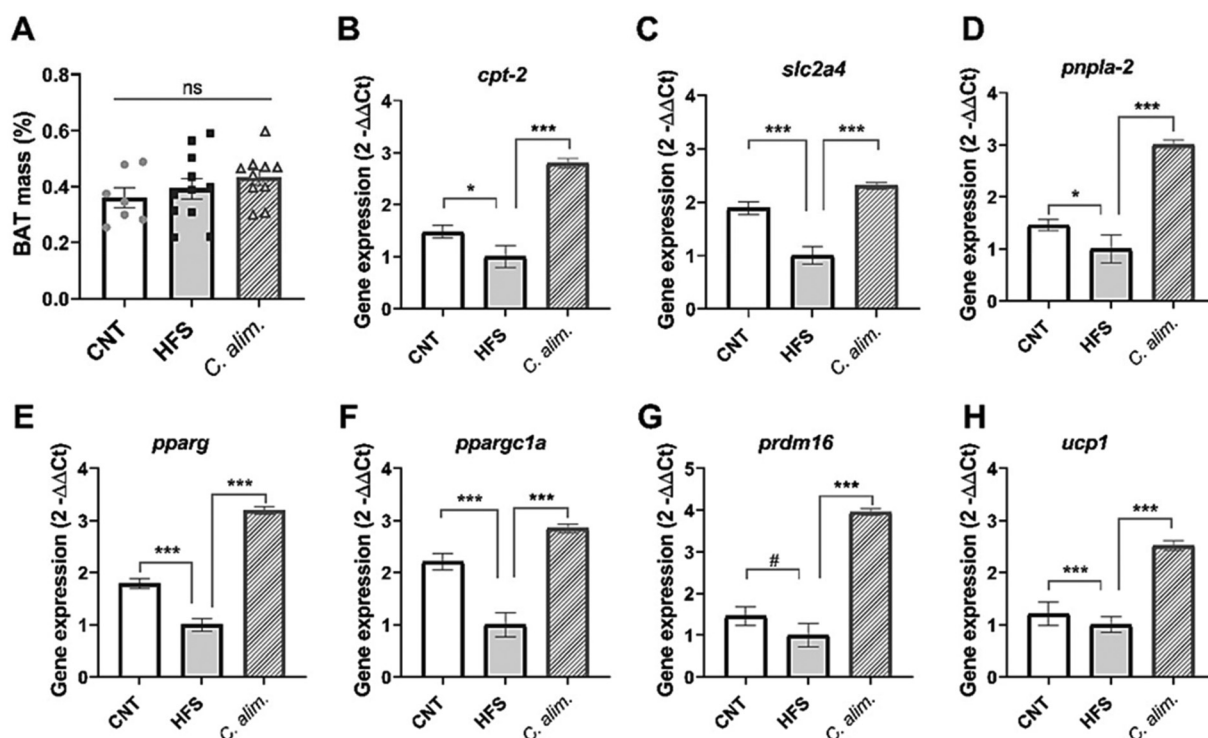 A
BAT mass (%)
0.8
0.6
0.4
0.2
0.0
ns
CNT
HFS
C. alim.
B
cpt-2
Gene expression (2 -ΔΔCt)
4
3
2
1
0
*
***
CNT
HFS
C. alim.
C
slc2a4
Gene expression (2 -ΔΔCt)
3
2
1
0
***
***
CNT
HFS
C. alim.
D
pnpla-2
Gene expression (2 -ΔΔCt)
4
3
2
1
0
*
***
CNT
HFS
C. alim.
E
pparg
Gene expression (2 -ΔΔCt)
4
3
2
1
0
***
***
CNT
HFS
C. alim.
F
ppargc1a
Gene expression (2 -ΔΔCt)
4
3
2
1
0
***
***
CNT
HFS
C. alim.
G
prdm16
Gene expression (2 -ΔΔCt)
5
4
3
2
1
0
#
***
CNT
HFS
C. alim.
H
ucp1
Gene expression (2 -ΔΔCt)
4
3
2
1
0
***
***
CNT
HFS
C. alim.